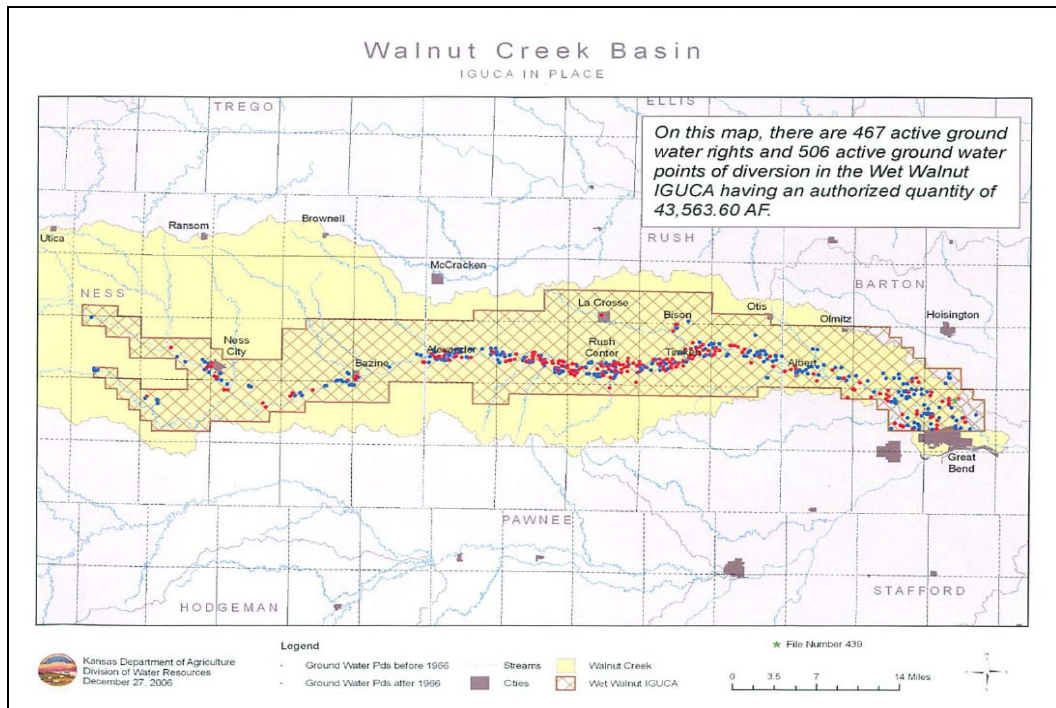 Walnut Creek Basin
IGUCA IN PLACE
TREGO
ELLIS
On this map, there are 467 active ground
water rights and 506 active ground water
points of diversion in the Wet Walnut
IGUCA having an authorized quantity of
43,563.60 AF.
Utica
Ransom
Brownell
RUSH
McCracken
NESS
BARTON
La Crosse
Bison
Otis
Olmitz
Hoisington
Ness
City
Bazine
Alexander
Rush
Center
Timken
Albert
Great
Bend
PAWNEE
HODGEMAN
STAFFORD
Kansas Department of Agriculture
Division of Water Resources
December 27, 2006
Legend
Ground Water Pds before 1966
Ground Water Pds after 1966
Streams
Cities
Walnut Creek
Wet Walnut IGUCA
File Number 439
0 3.5 7 14 Miles